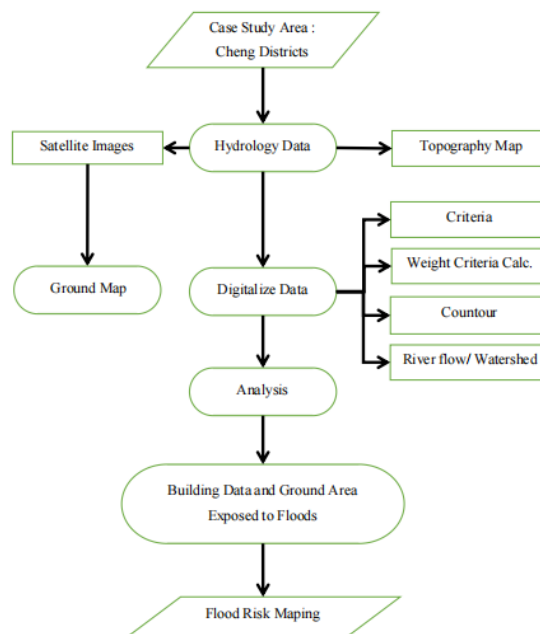 Case Study Area :
Cheng Districts
Satellite Images
Hydrology Data
Topography Map
Criteria
Weight Criteria Calc.
Ground Map
Digitalize Data
Countour
River flow/ Watershed
Analysis
Building Data and Ground Area
Exposed to Floods
Flood Risk Maping